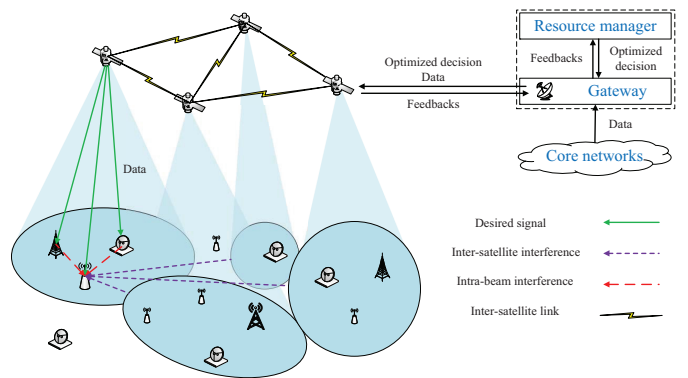 Resource manager
Feedbacks
Optimized
decision
Optimized decision
Data
Feedbacks
Gateway
Data
Core networks
Data
Desired signal
Inter-satellite interference
Intra-beam interference
Inter-satellite link